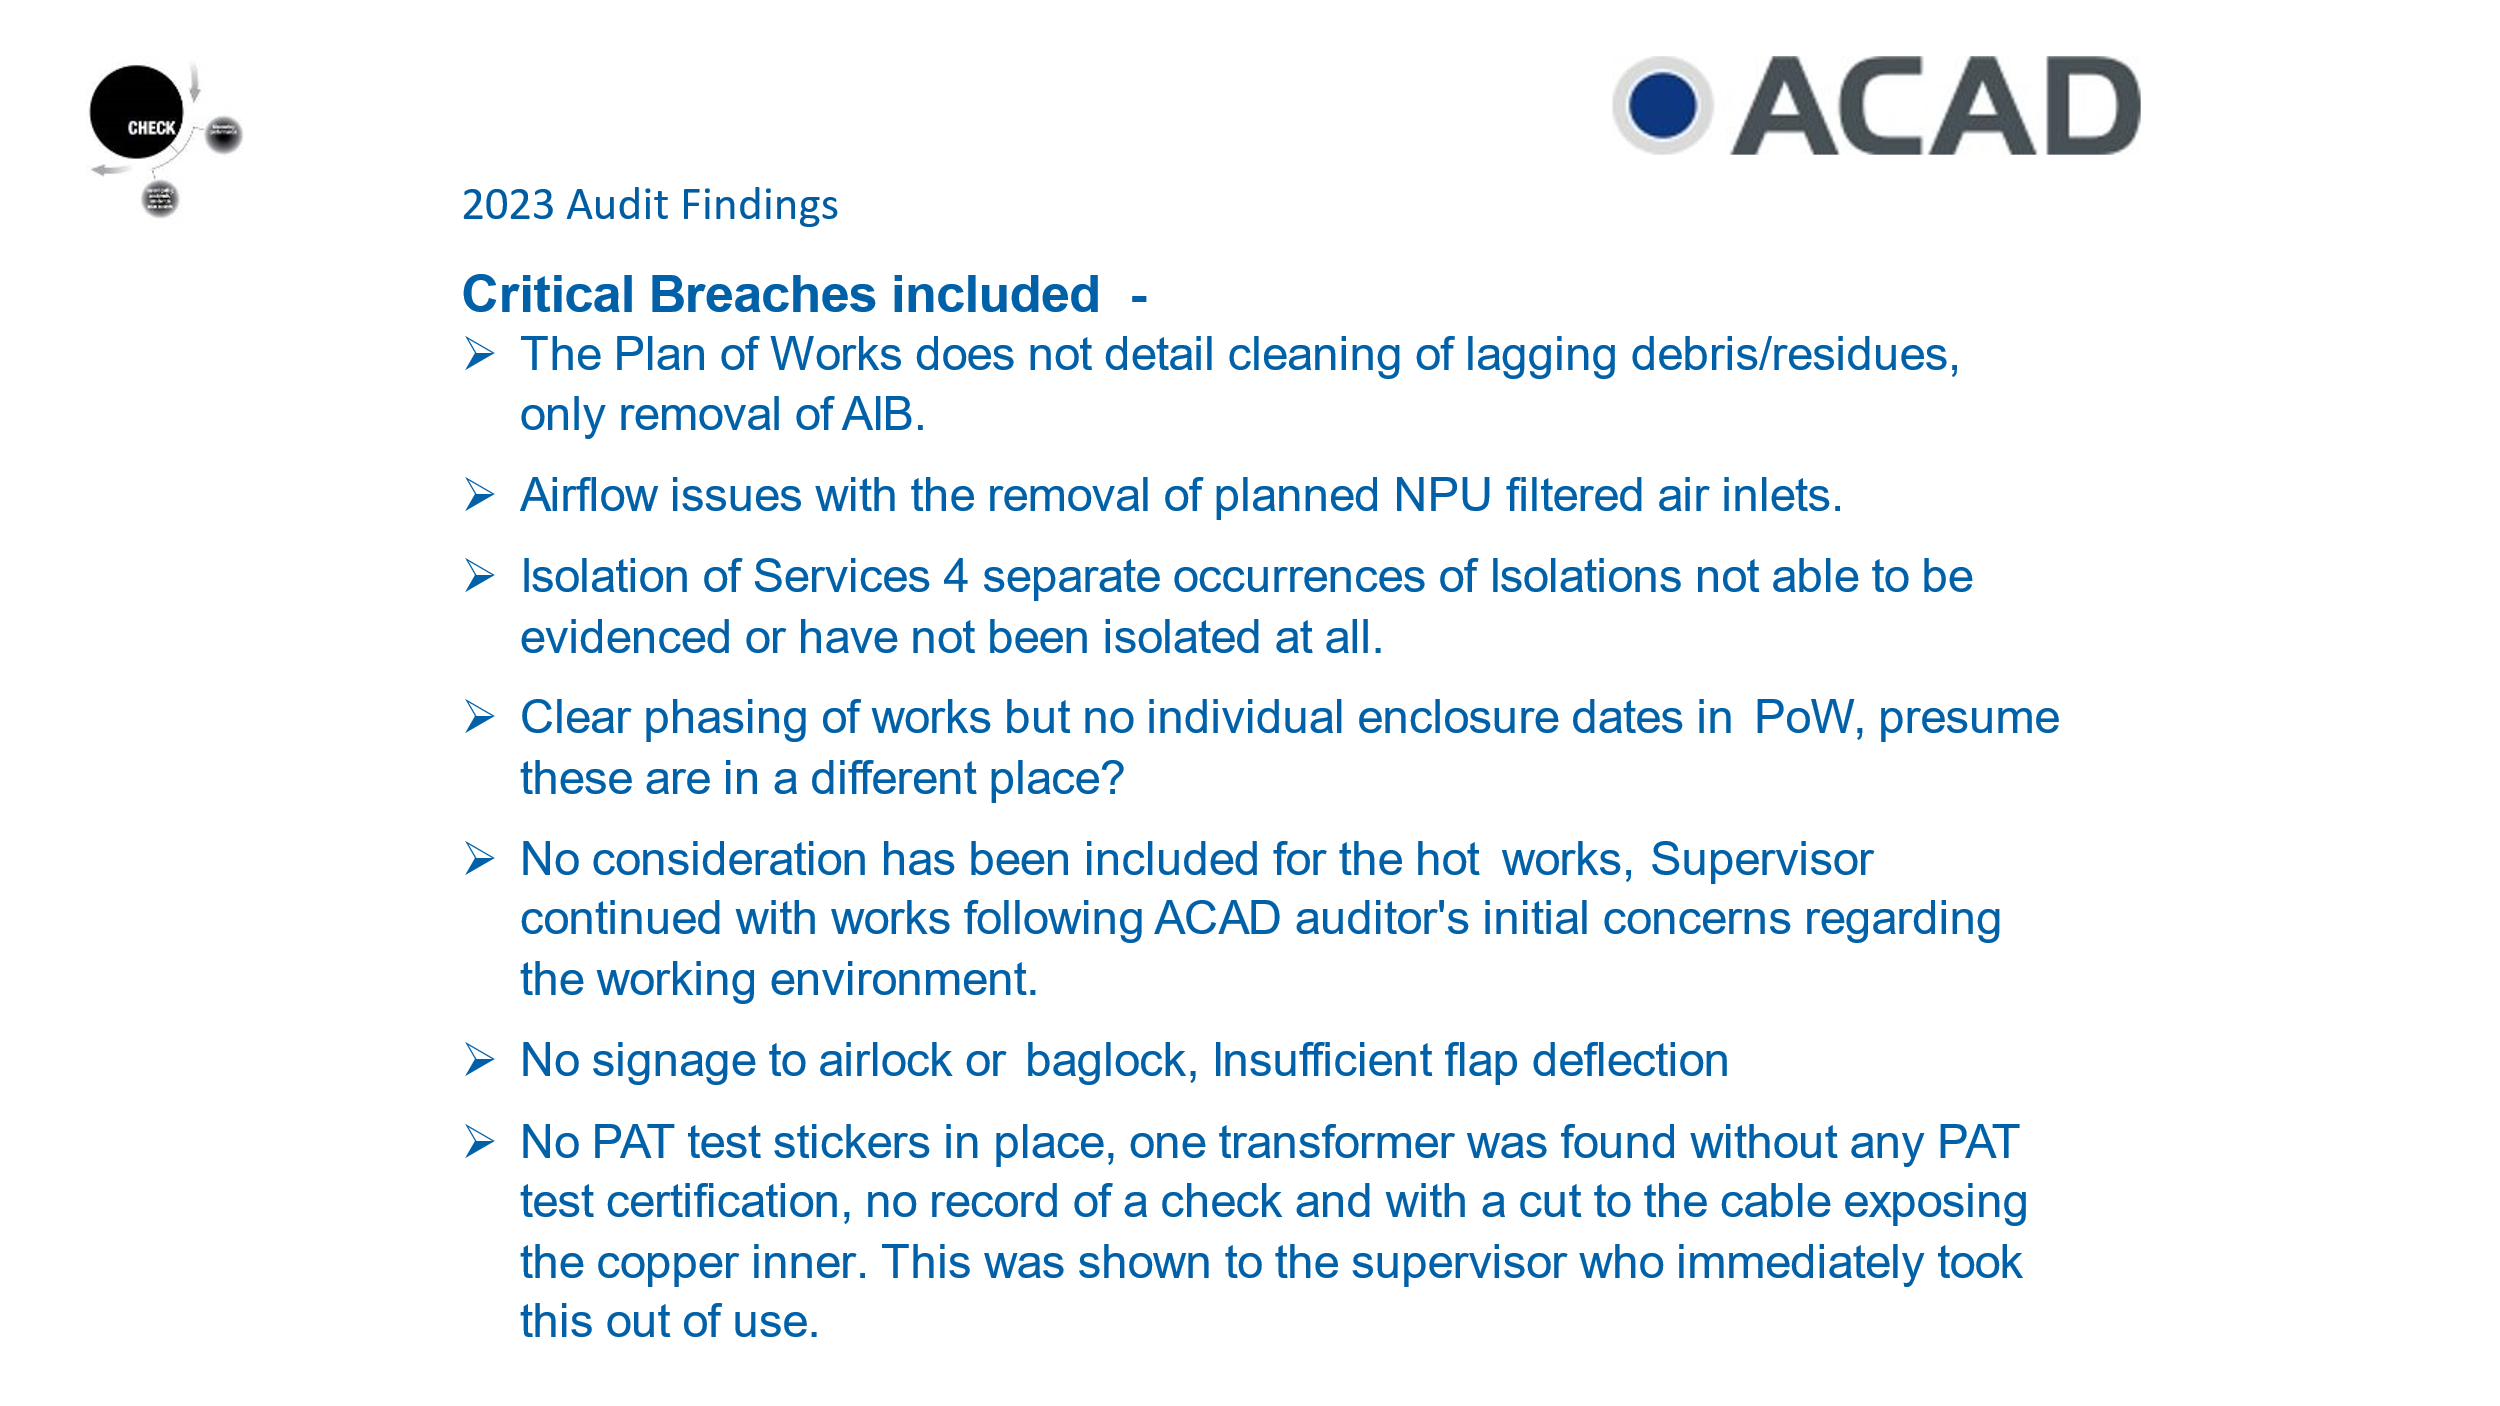 CHECK
ACAD
2023 Audit Findings
Critical Breaches included -
➢ The Plan of Works does not detail cleaning of lagging debris/residues,
only removal of AIB.
➢ Airflow issues with the removal of planned NPU filtered air inlets.
➢ Isolation of Services 4 separate occurrences of Isolations not able to be
evidenced or have not been isolated at all.
➢ Clear phasing of works but no individual enclosure dates in PoW, presume
these are in a different place?
➢ No consideration has been included for the hot works, Supervisor
continued with works following ACAD auditor's initial concerns regarding
the working environment.
➢ No signage to airlock or baglock, Insufficient flap deflection
➢ No PAT test stickers in place, one transformer was found without any PAT
test certification, no record of a check and with a cut to the cable exposing
the copper inner. This was shown to the supervisor who immediately took
this out of use.